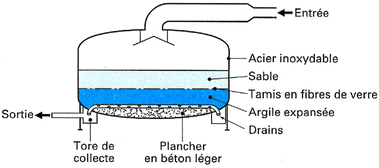 Entrée
Acier inoxydable
Sable
Tamis en fibres de verre
Argile expansée
Drains
Sortie
Tore de
collecte
Plancher
en béton léger